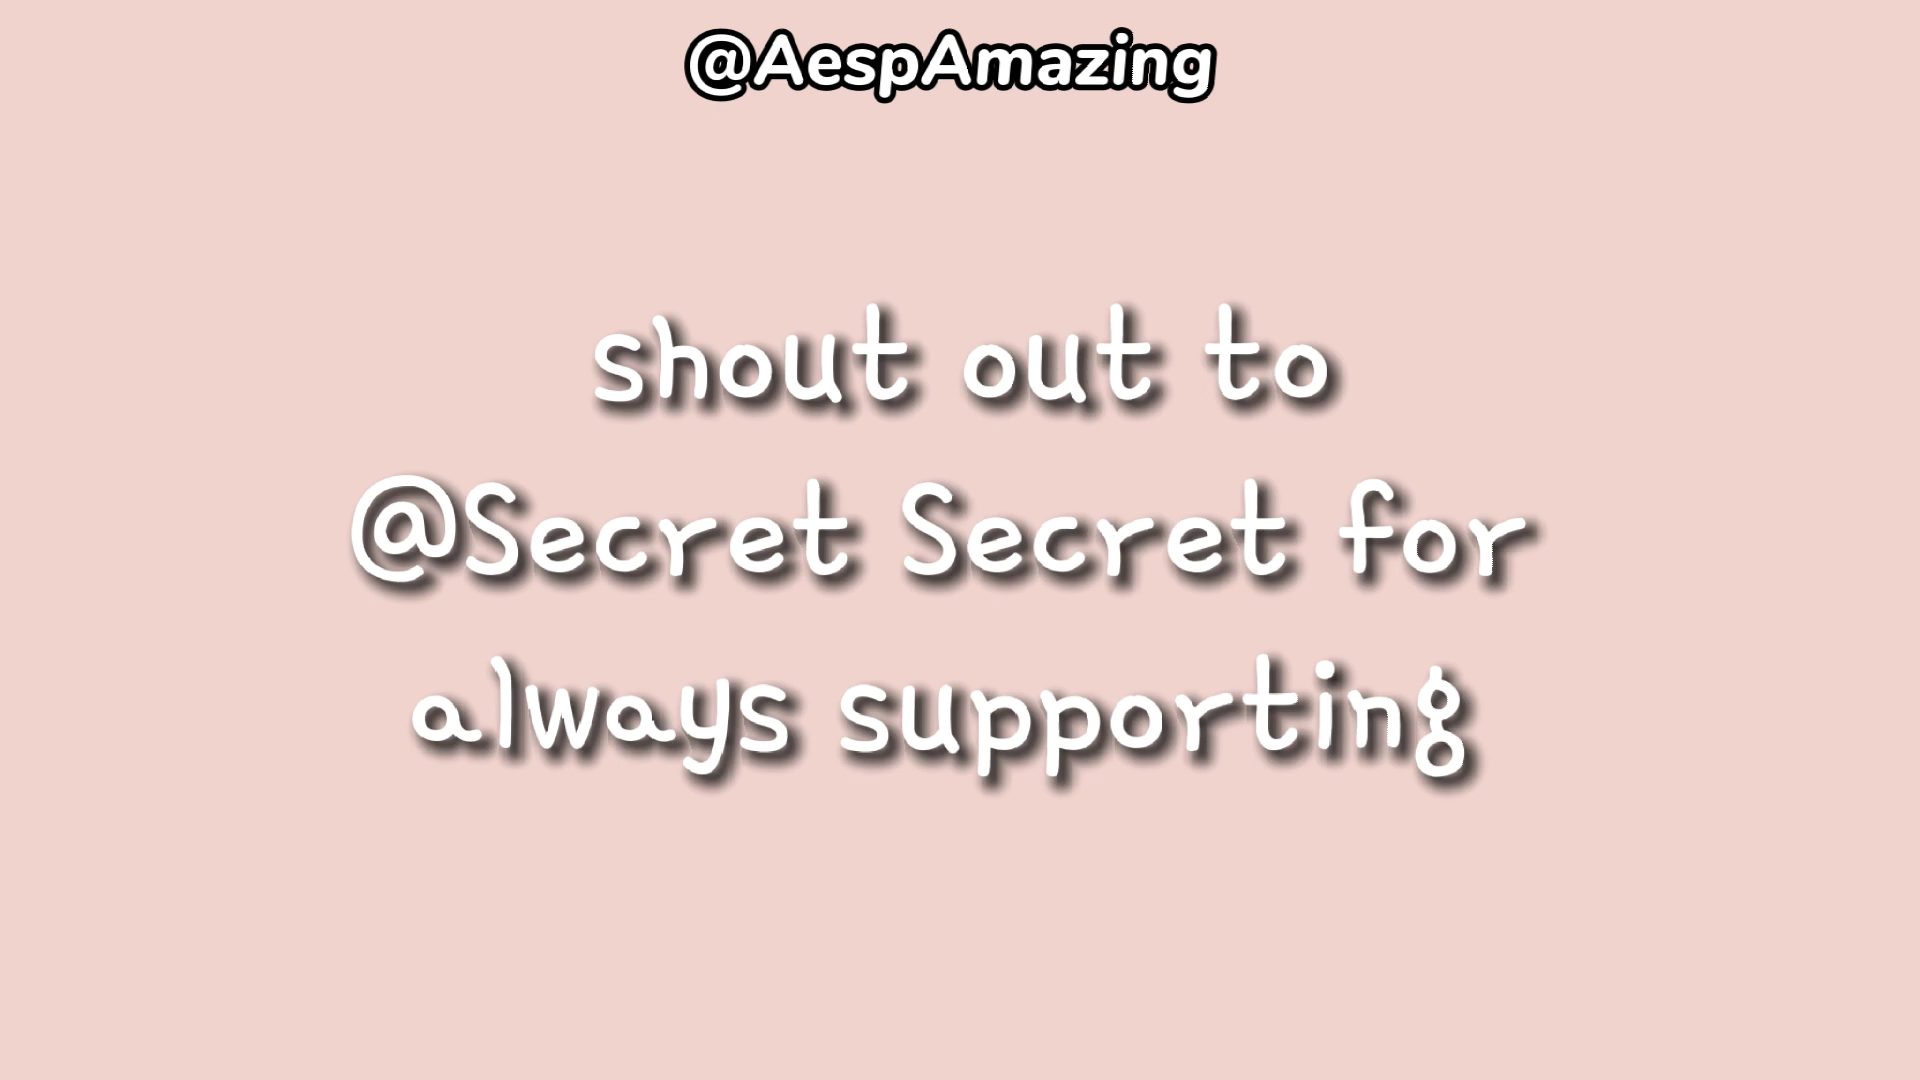 @AespAmazing
shout out to
@Secret Secret for
always supporting